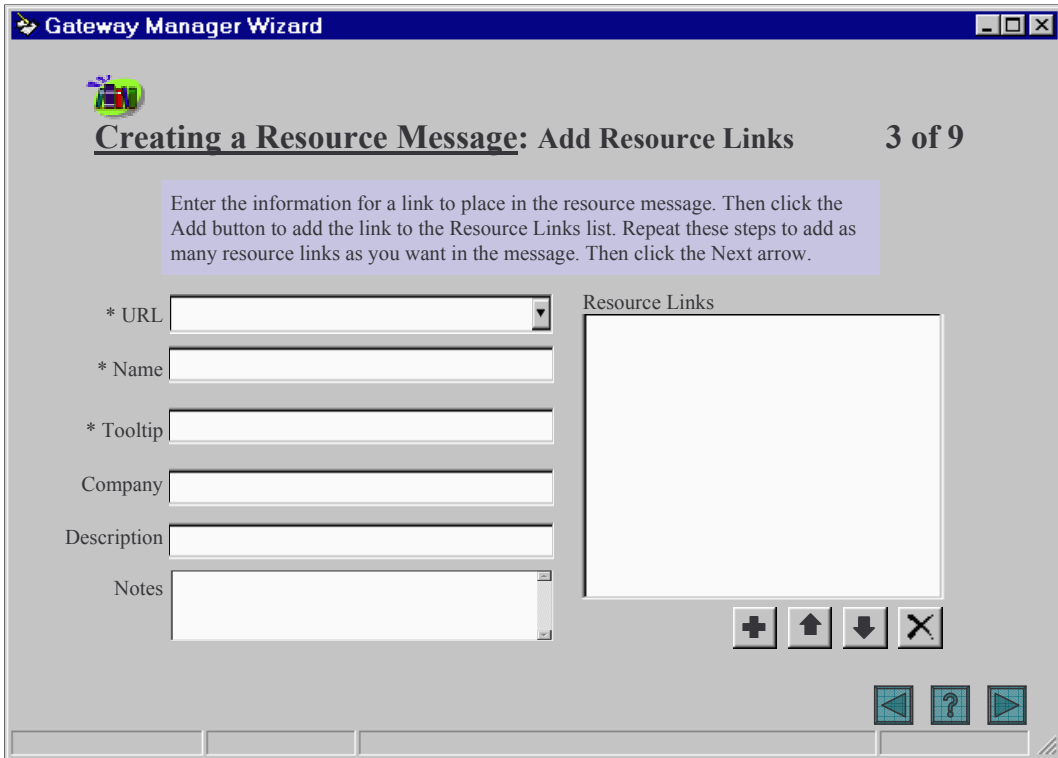 Gateway Manager Wizard
Creating a Resource Message: Add Resource Links 3 of 9
Enter the information for a link to place in the resource message. Then click the
Add button to add the link to the Resource Links list. Repeat these steps to add as
many resource links as you want in the message. Then click the Next arrow.
* URL
Resource Links
* Name
* Tooltip
Company
Description
Notes
?